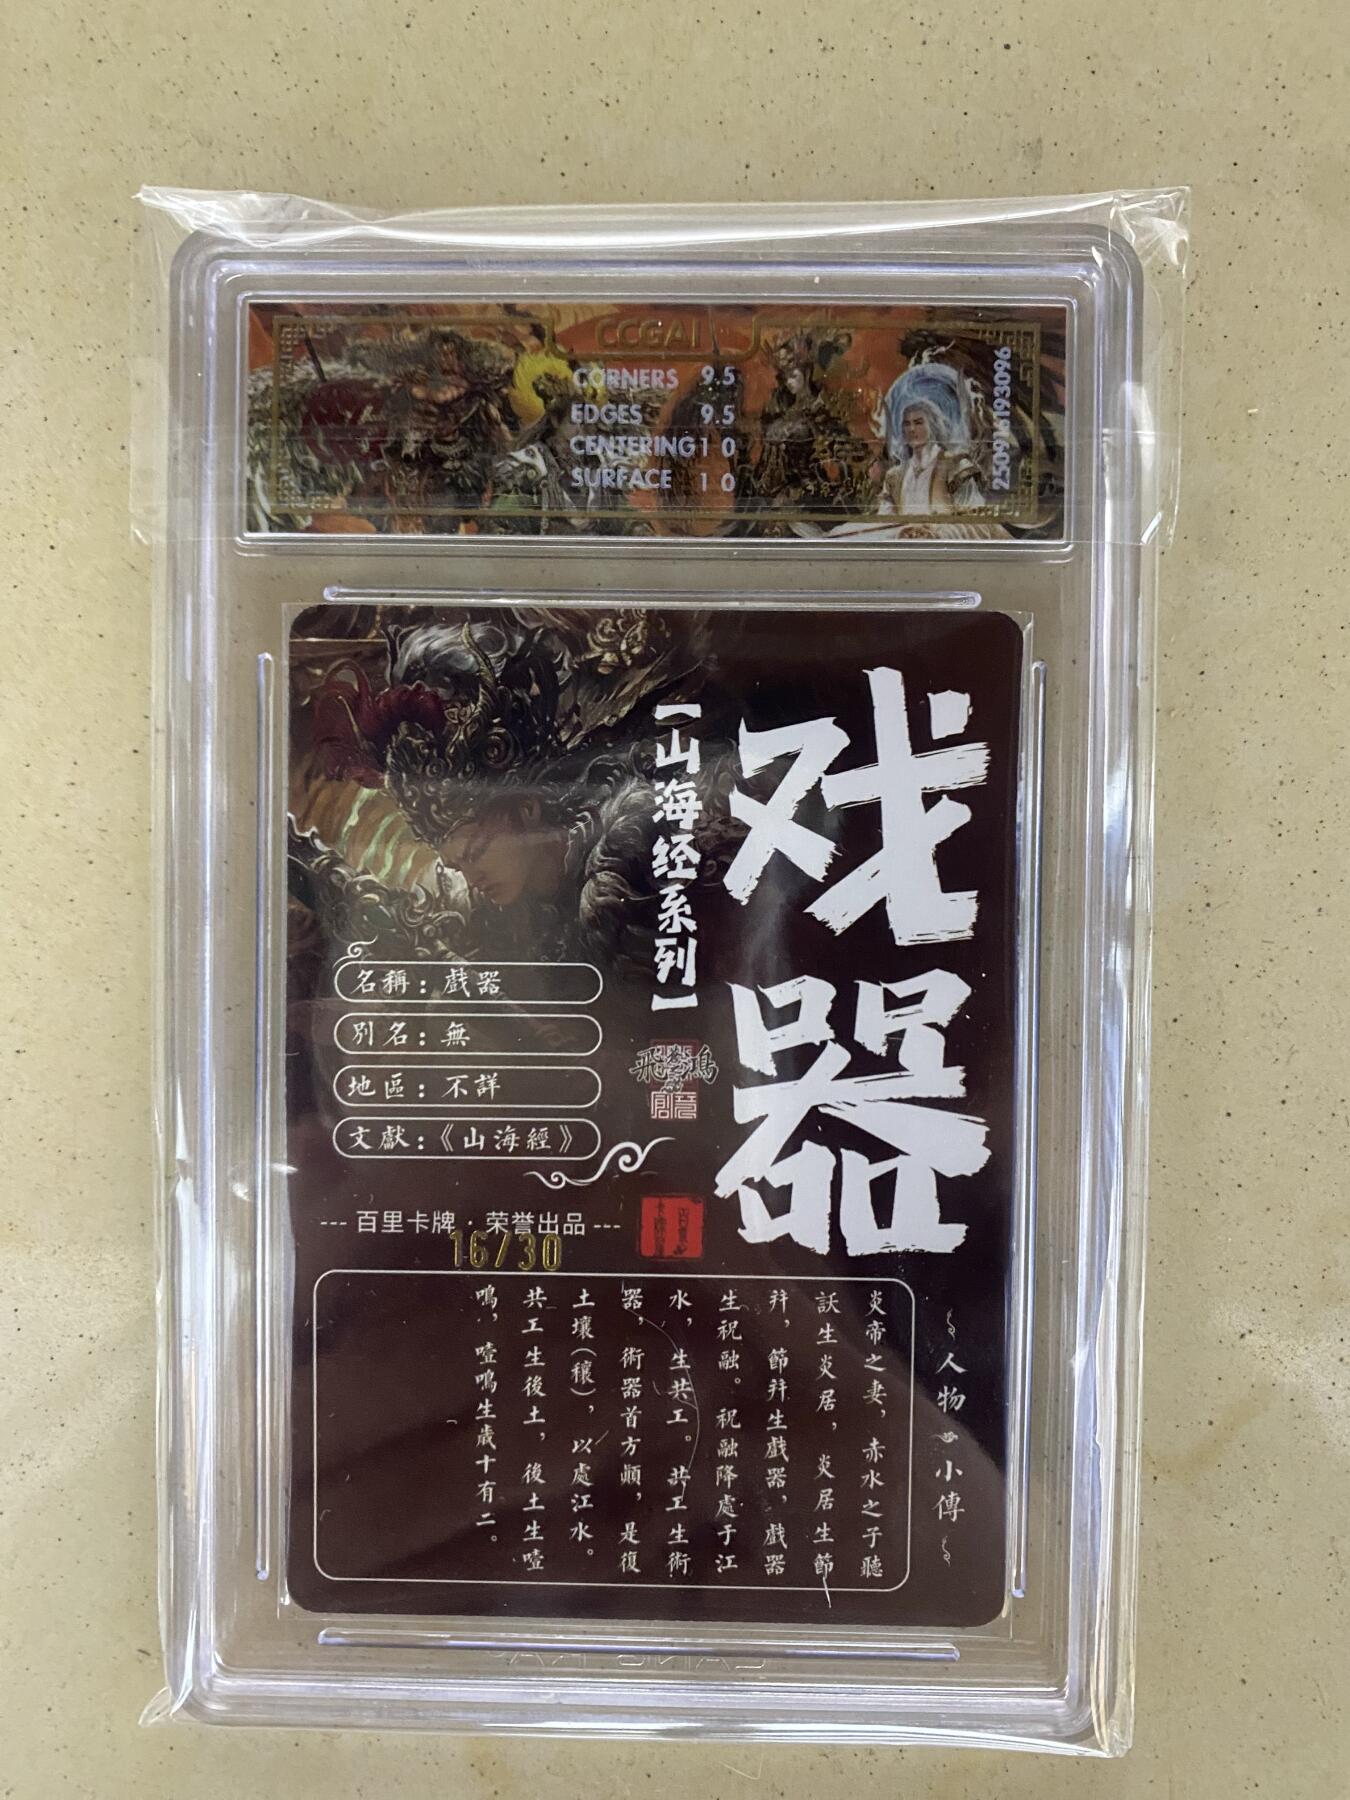 CCGAI
CORNERS 9.5
EDGES 9.5
CENTERING 10
SURFACE 10
250916193096
戏器
【山海经系列】
飛鴻
名稱：戲器
別名：無
地區：不詳
文獻：《山海經》
--- 百里卡牌 · 荣誉出品 ---
16/30
人物小傳
炎帝之妻，赤水之子聽
訞生炎居，炎居生節
幷，節幷生戲器，戲器
生祝融。祝融降處于江
水，生共工。共工生術
器，術器首方顛，是復
土壤（穰），以處江水。
共工生後土，後土生噎
鳴，噎鳴生歲十有二。